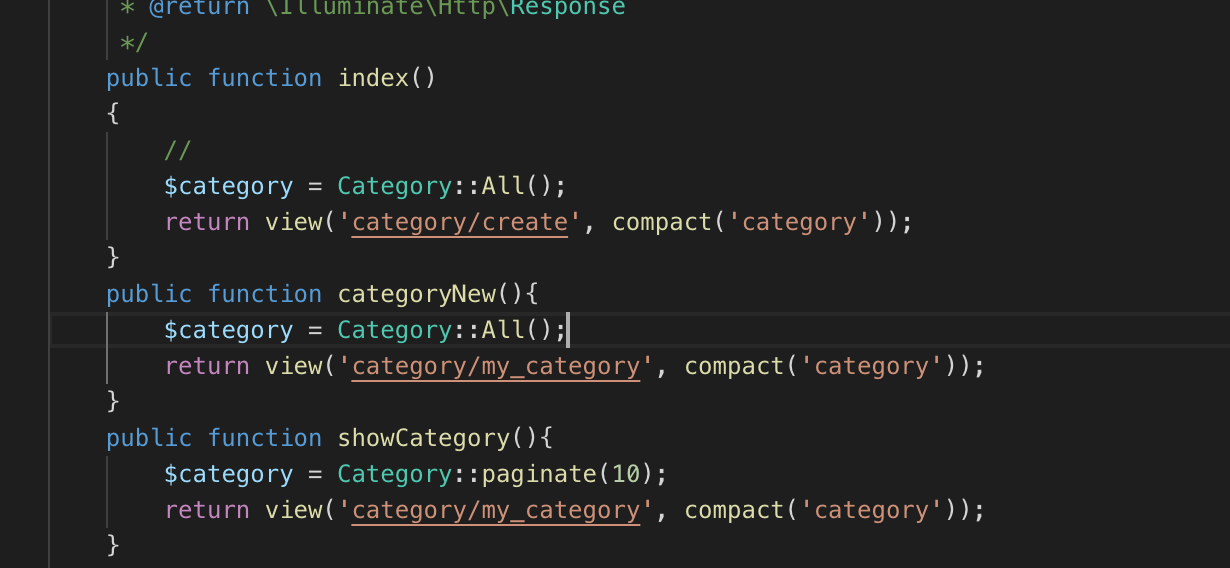 * @return \Illuminate\Http\Response
*/
public function index()
{
//
$category = Category::All();
return view('category/create', compact('category'));
}
public function categoryNew(){
$category = Category::All();
return view('category/my_category', compact('category'));
}
public function showCategory(){
$category = Category::paginate(10);
return view('category/my_category', compact('category'));
}